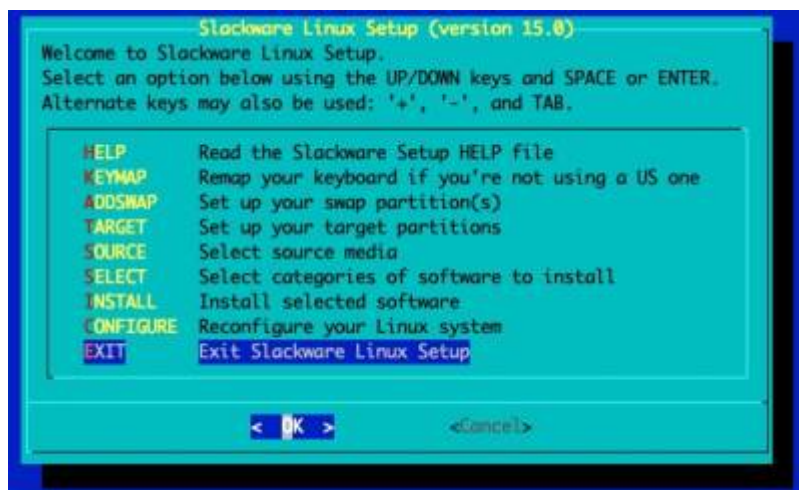 Slackware Linux Setup (version 15.0)
Welcome to Slackware Linux Setup.
Select an option below using the UP/DOWN keys and SPACE or ENTER.
Alternate keys may also be used: '+', '-', and TAB.
HELP Read the Slackware Setup HELP file
KEYMAP Remap your keyboard if you're not using a US one
ADDSWAP Set up your swap partition(s)
TARGET Set up your target partitions
SOURCE Select source media
SELECT Select categories of software to install
INSTALL Install selected software
CONFIGURE Reconfigure your Linux system
EXIT Exit Slackware Linux Setup
< OK > <Cancel>